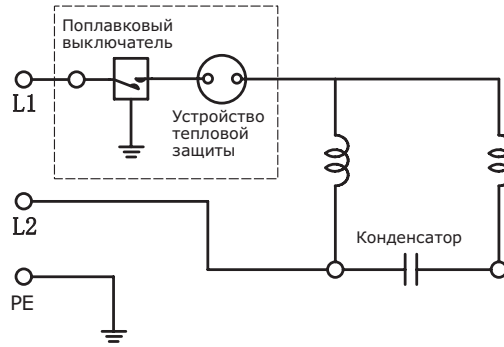 Поплавковый
выключатель
L1
Устройство
тепловой
защиты
L2
Конденсатор
PE